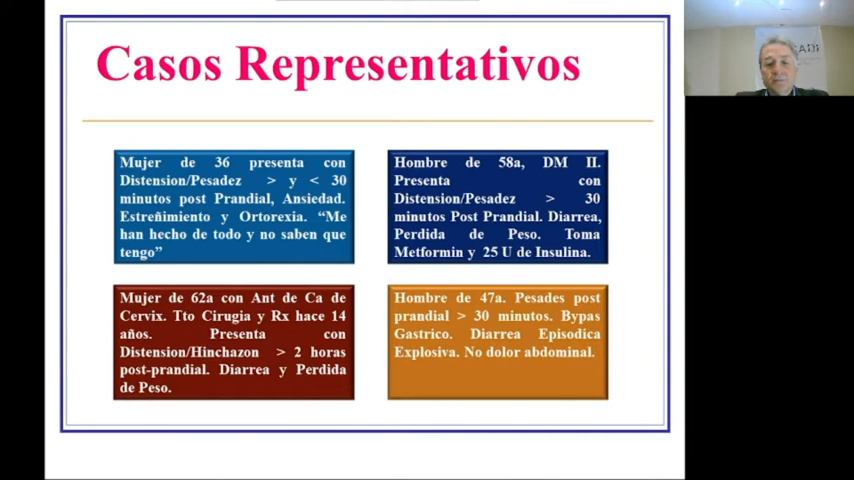 Casos Representativos
Mujer de 36 presenta con
Distension/Pesadez > y < 30
minutos post Prandial, Ansiedad.
Estreñimiento y Ortorexia. “Me
han hecho de todo y no saben que
tengo”
Hombre de 58a, DM II.
Presenta con
Distension/Pesadez > 30
minutos Post Prandial. Diarrea,
Perdida de Peso. Toma
Metformin y 25 U de Insulina.
Mujer de 62a con Ant de Ca de
Cervix. Tto Cirugia y Rx hace 14
años. Presenta con
Distension/Hinchazon > 2 horas
post-prandial. Diarrea y Perdida
de Peso.
Hombre de 47a. Pesades post
prandial > 30 minutos. Bypas
Gastrico. Diarrea Episodica
Explosiva. No dolor abdominal.